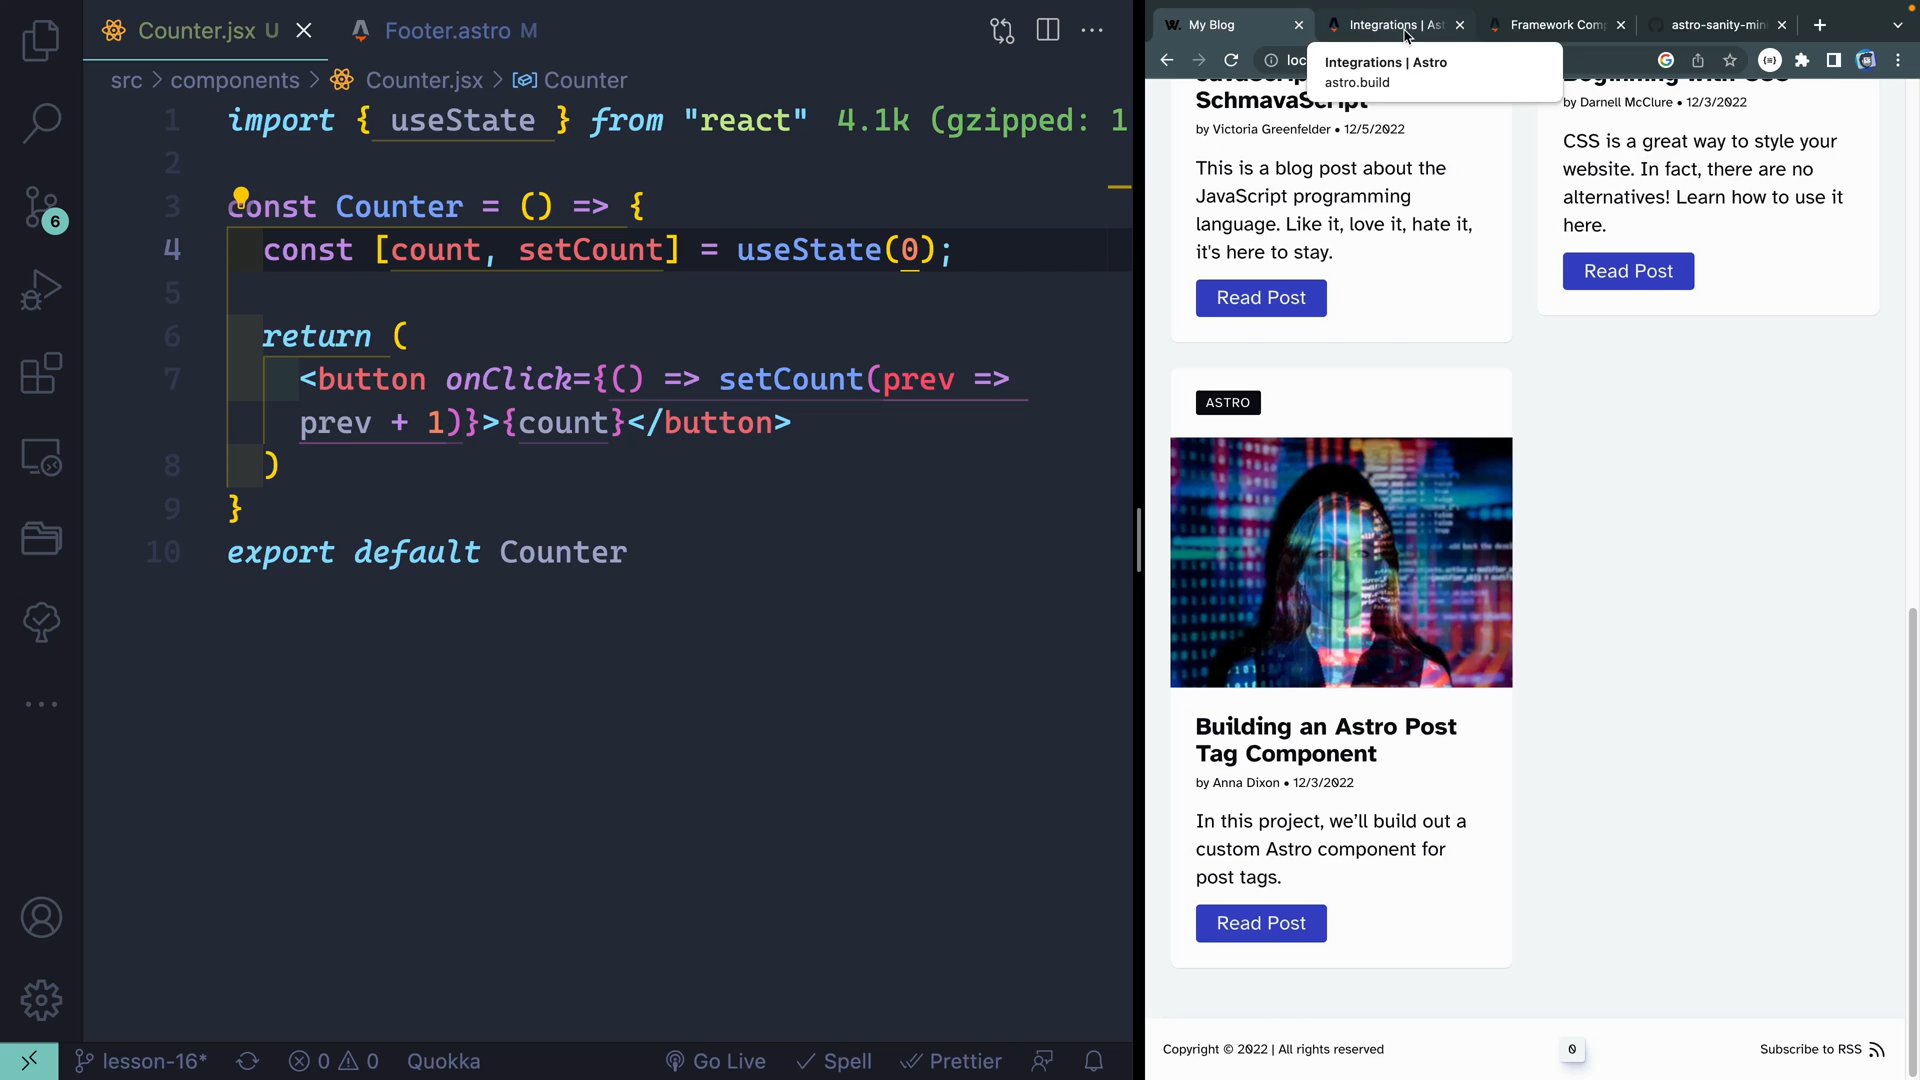 Counter.jsx U
Footer.astro M
src > components > Counter.jsx > Counter
1 import { useState } from "react" 4.1k (gzipped: 1
2
3 const Counter = () => {
4 const [count, setCount] = useState(0);
5
6 return (
7 <button onClick={() => setCount(prev =>
prev + 1)}>{count}</button>
8 )
9 }
10 export default Counter
6
lesson-16*
0
0
Quokka
Go Live
Spell
Prettier
My Blog
Integrations | Ast
Framework Comp
astro-sanity-mini
loc
Integrations | Astro
astro.build
SchmavaScript
by Victoria Greenfelder • 12/5/2022
This is a blog post about the
JavaScript programming
language. Like it, love it, hate it,
it's here to stay.
Read Post
by Darnell McClure • 12/3/2022
CSS is a great way to style your
website. In fact, there are no
alternatives! Learn how to use it
here.
Read Post
ASTRO
Building an Astro Post
Tag Component
by Anna Dixon • 12/3/2022
In this project, we’ll build out a
custom Astro component for
post tags.
Read Post
Copyright © 2022 | All rights reserved
0
Subscribe to RSS